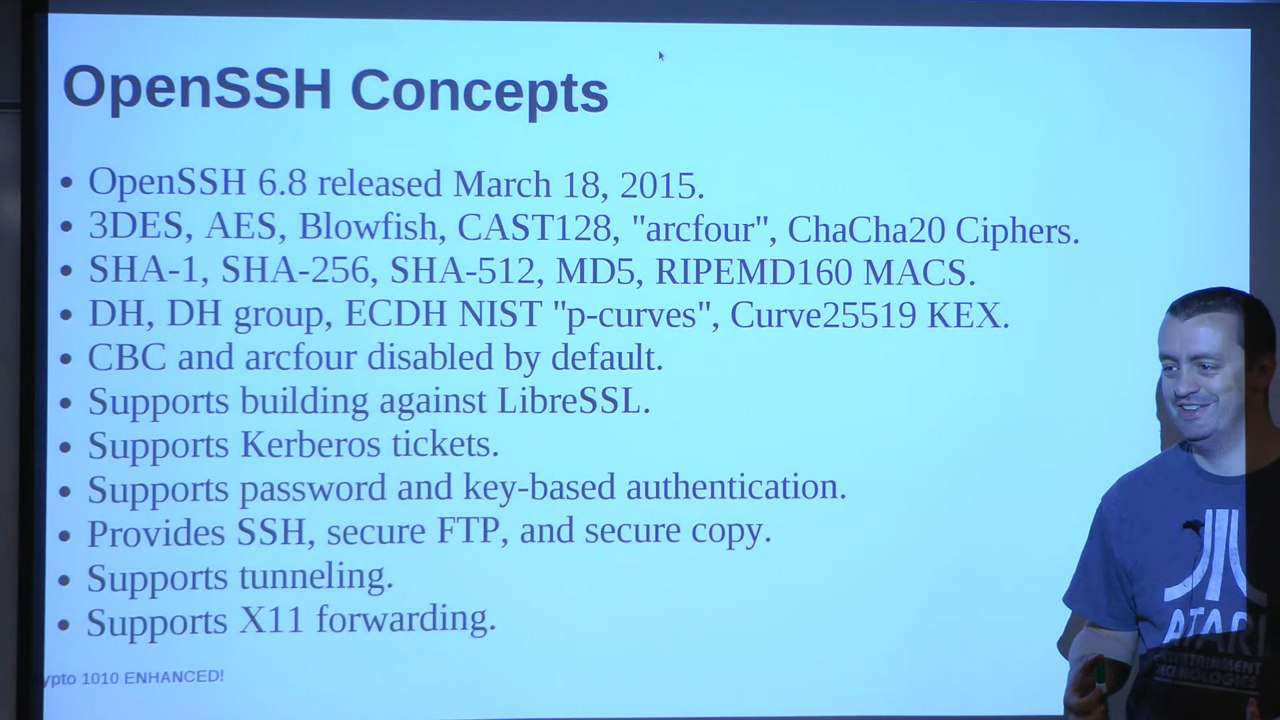 OpenSSH Concepts
• OpenSSH 6.8 released March 18, 2015.
• 3DES, AES, Blowfish, CAST128, "arcfour", ChaCha20 Ciphers.
• SHA-1, SHA-256, SHA-512, MD5, RIPEMD160 MACS.
• DH, DH group, ECDH NIST "p-curves", Curve25519 KEX.
• CBC and arcfour disabled by default.
• Supports building against LibreSSL.
• Supports Kerberos tickets.
• Supports password and key-based authentication.
• Provides SSH, secure FTP, and secure copy.
• Supports tunneling.
• Supports X11 forwarding.
ypto 1010 ENHANCED!
ATARI
ENTERTAINMENT
TECHNOLOGIES